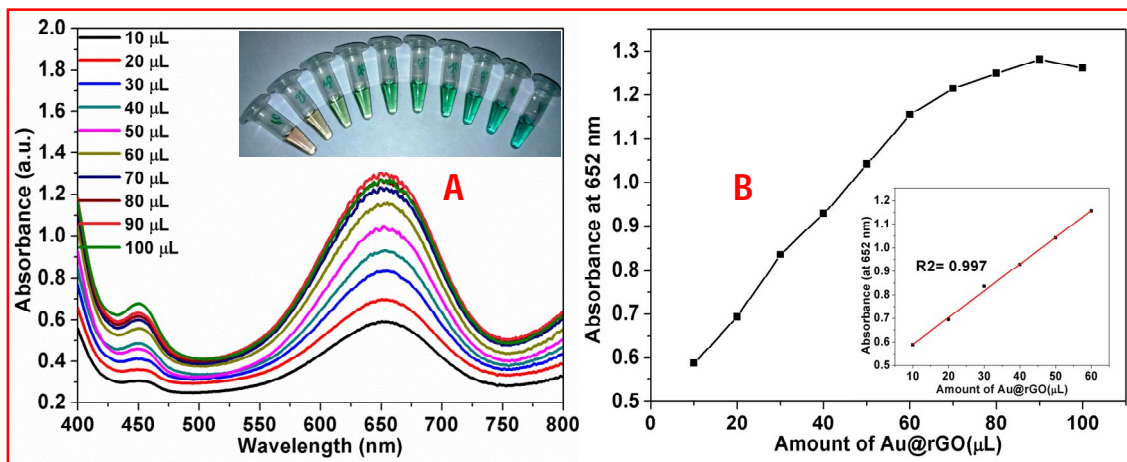 2.0
1.8
1.6
1.4
1.2
1.0
0.8
0.6
0.4
0.2
Absorbance (a.u.)
10 μL
20 μL
30 μL
40 μL
50 μL
60 μL
70 μL
80 μL
90 μL
100 μL
A
400 450 500 550 600 650 700 750 800
Wavelength (nm)
1.3
1.2
1.1
1.0
0.9
0.8
0.7
0.6
0.5
Absorbance at 652 nm
B
1.2
1.1
1.0
0.9
0.8
0.7
0.6
0.5
Absorbance (at 652 nm)
R2= 0.997
10 20 30 40 50 60
Amount of Au@rGO(μL)
0 20 40 60 80 100
Amount of Au@rGO(μL)